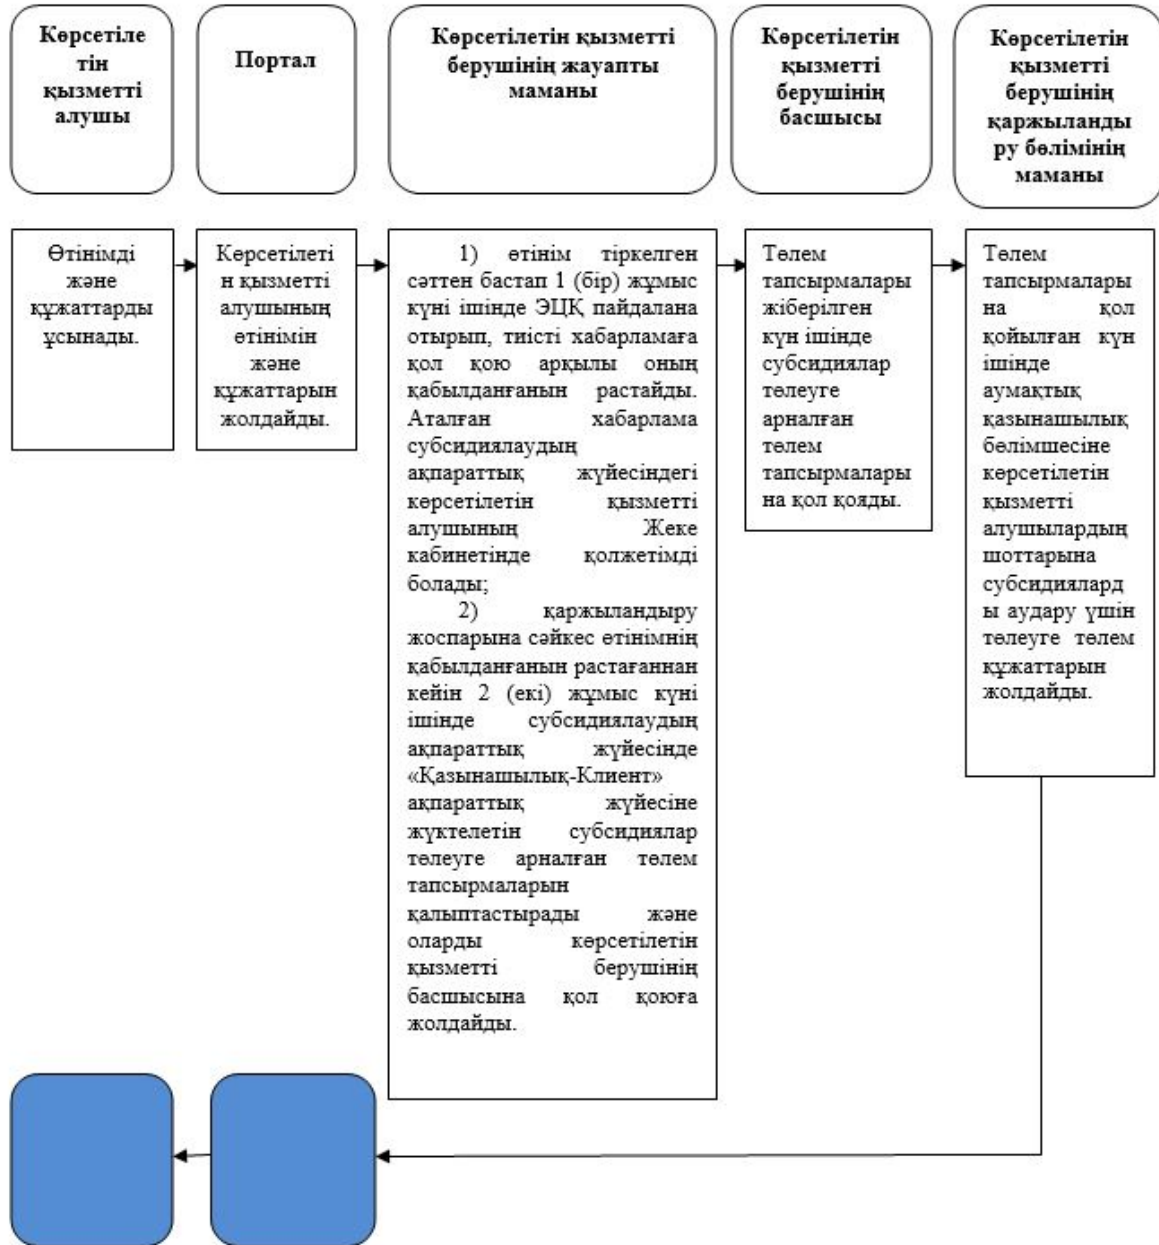 Көрсетіле
тін
қызметті
алушы
Портал
Көрсетілетін қызметті
берушінің жауапты
маманы
Көрсетілетін
қызметті
берушінің
басшысы
Көрсетілетін
қызметті
берушінің
қаржыланды
ру бөлімінің
маманы
Өтінімді
және
құжаттарды
ұсынады.
Көрсетілеті
н қызметті
алушының
өтінімін
және
құжаттарын
жолдайды.
1) өтінім тіркелген
сәттен бастап 1 (бір) жұмыс
күні ішінде ЭЦҚ пайдалана
отырып, тиісті хабарламаға
қол қою арқылы оның
қабылданғанын растайды.
Аталған хабарлама
субсидиялаудың
ақпараттық жүйесіндегі
көрсетілетін қызметті
алушының Жеке
кабинетінде қолжетімді
болады;
2) қаржыландыру
жоспарына сәйкес өтінімнің
қабылданғанын растағаннан
кейін 2 (екі) жұмыс күні
ішінде субсидиялаудың
ақпараттық жүйесінде
«Қазынашылық-Клиент»
ақпараттық жүйесіне
жүктелетін субсидиялар
төлеуге арналған төлем
тапсырмаларын
қалыптастырады және
оларды көрсетілетін
қызметті берушінің
басшысына қол қоюға
жолдайды.
Төлем
тапсырмалары
жіберілген
күн ішінде
субсидиялар
төлеуге
арналған
төлем
тапсырмалары
на қол қояды.
Төлем
тапсырмалары
на қол
қойылған күн
ішінде
аумақтық
қазынашылық
бөлімшесіне
көрсетілетін
қызметті
алушылардың
шоттарына
субсидиялард
ы аудару үшін
төлеуге төлем
құжаттарын
жолдайды.